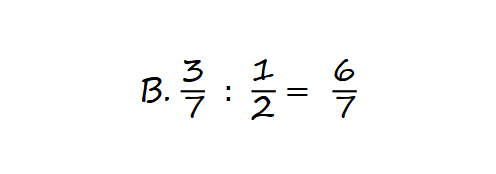 B. 3/7 : 1/2 = 6/7